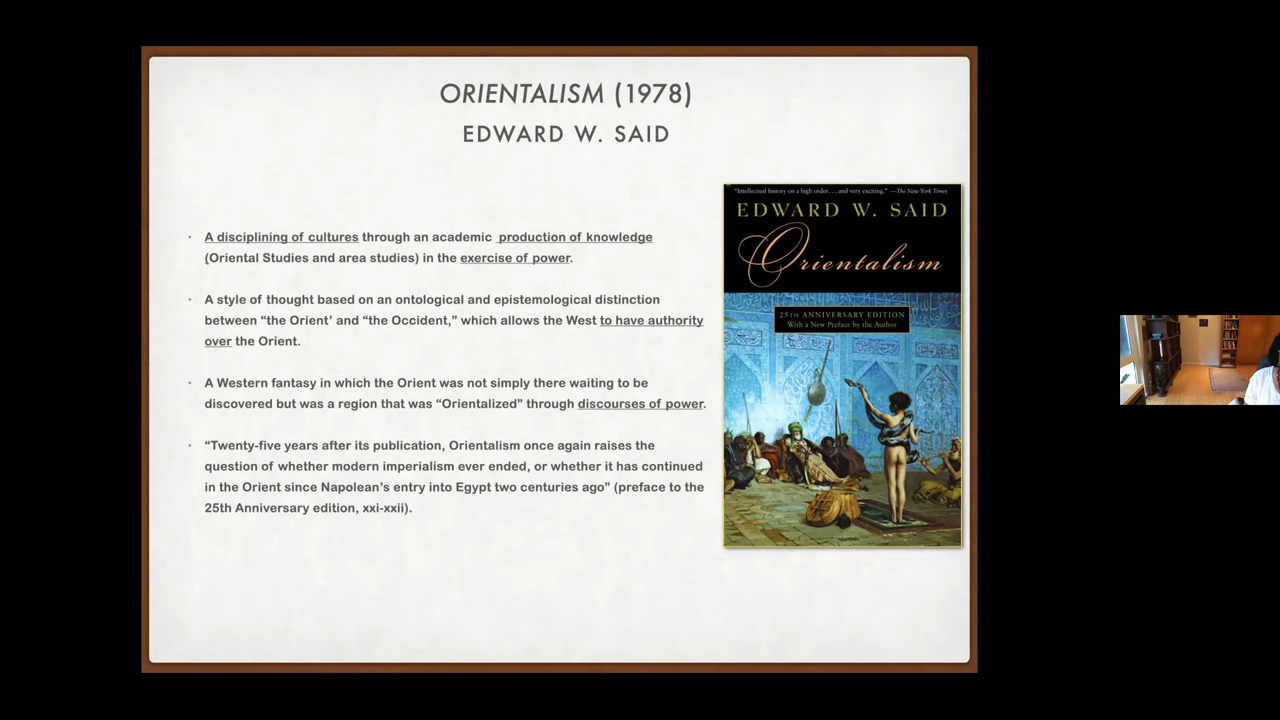 ORIENTALISM (1978)
EDWARD W. SAID
• A disciplining of cultures through an academic production of knowledge
(Oriental Studies and area studies) in the exercise of power.
• A style of thought based on an ontological and epistemological distinction
between “the Orient’ and “the Occident,” which allows the West to have authority
over the Orient.
• A Western fantasy in which the Orient was not simply there waiting to be
discovered but was a region that was “Orientalized” through discourses of power.
• “Twenty-five years after its publication, Orientalism once again raises the
question of whether modern imperialism ever ended, or whether it has continued
in the Orient since Napolean’s entry into Egypt two centuries ago” (preface to the
25th Anniversary edition, xxi-xxii).
“Intellectual history on a high order . . . and very exciting.” —The New York Times
EDWARD W. SAID
Orientalism
25TH ANNIVERSARY EDITION
With a New Preface by the Author